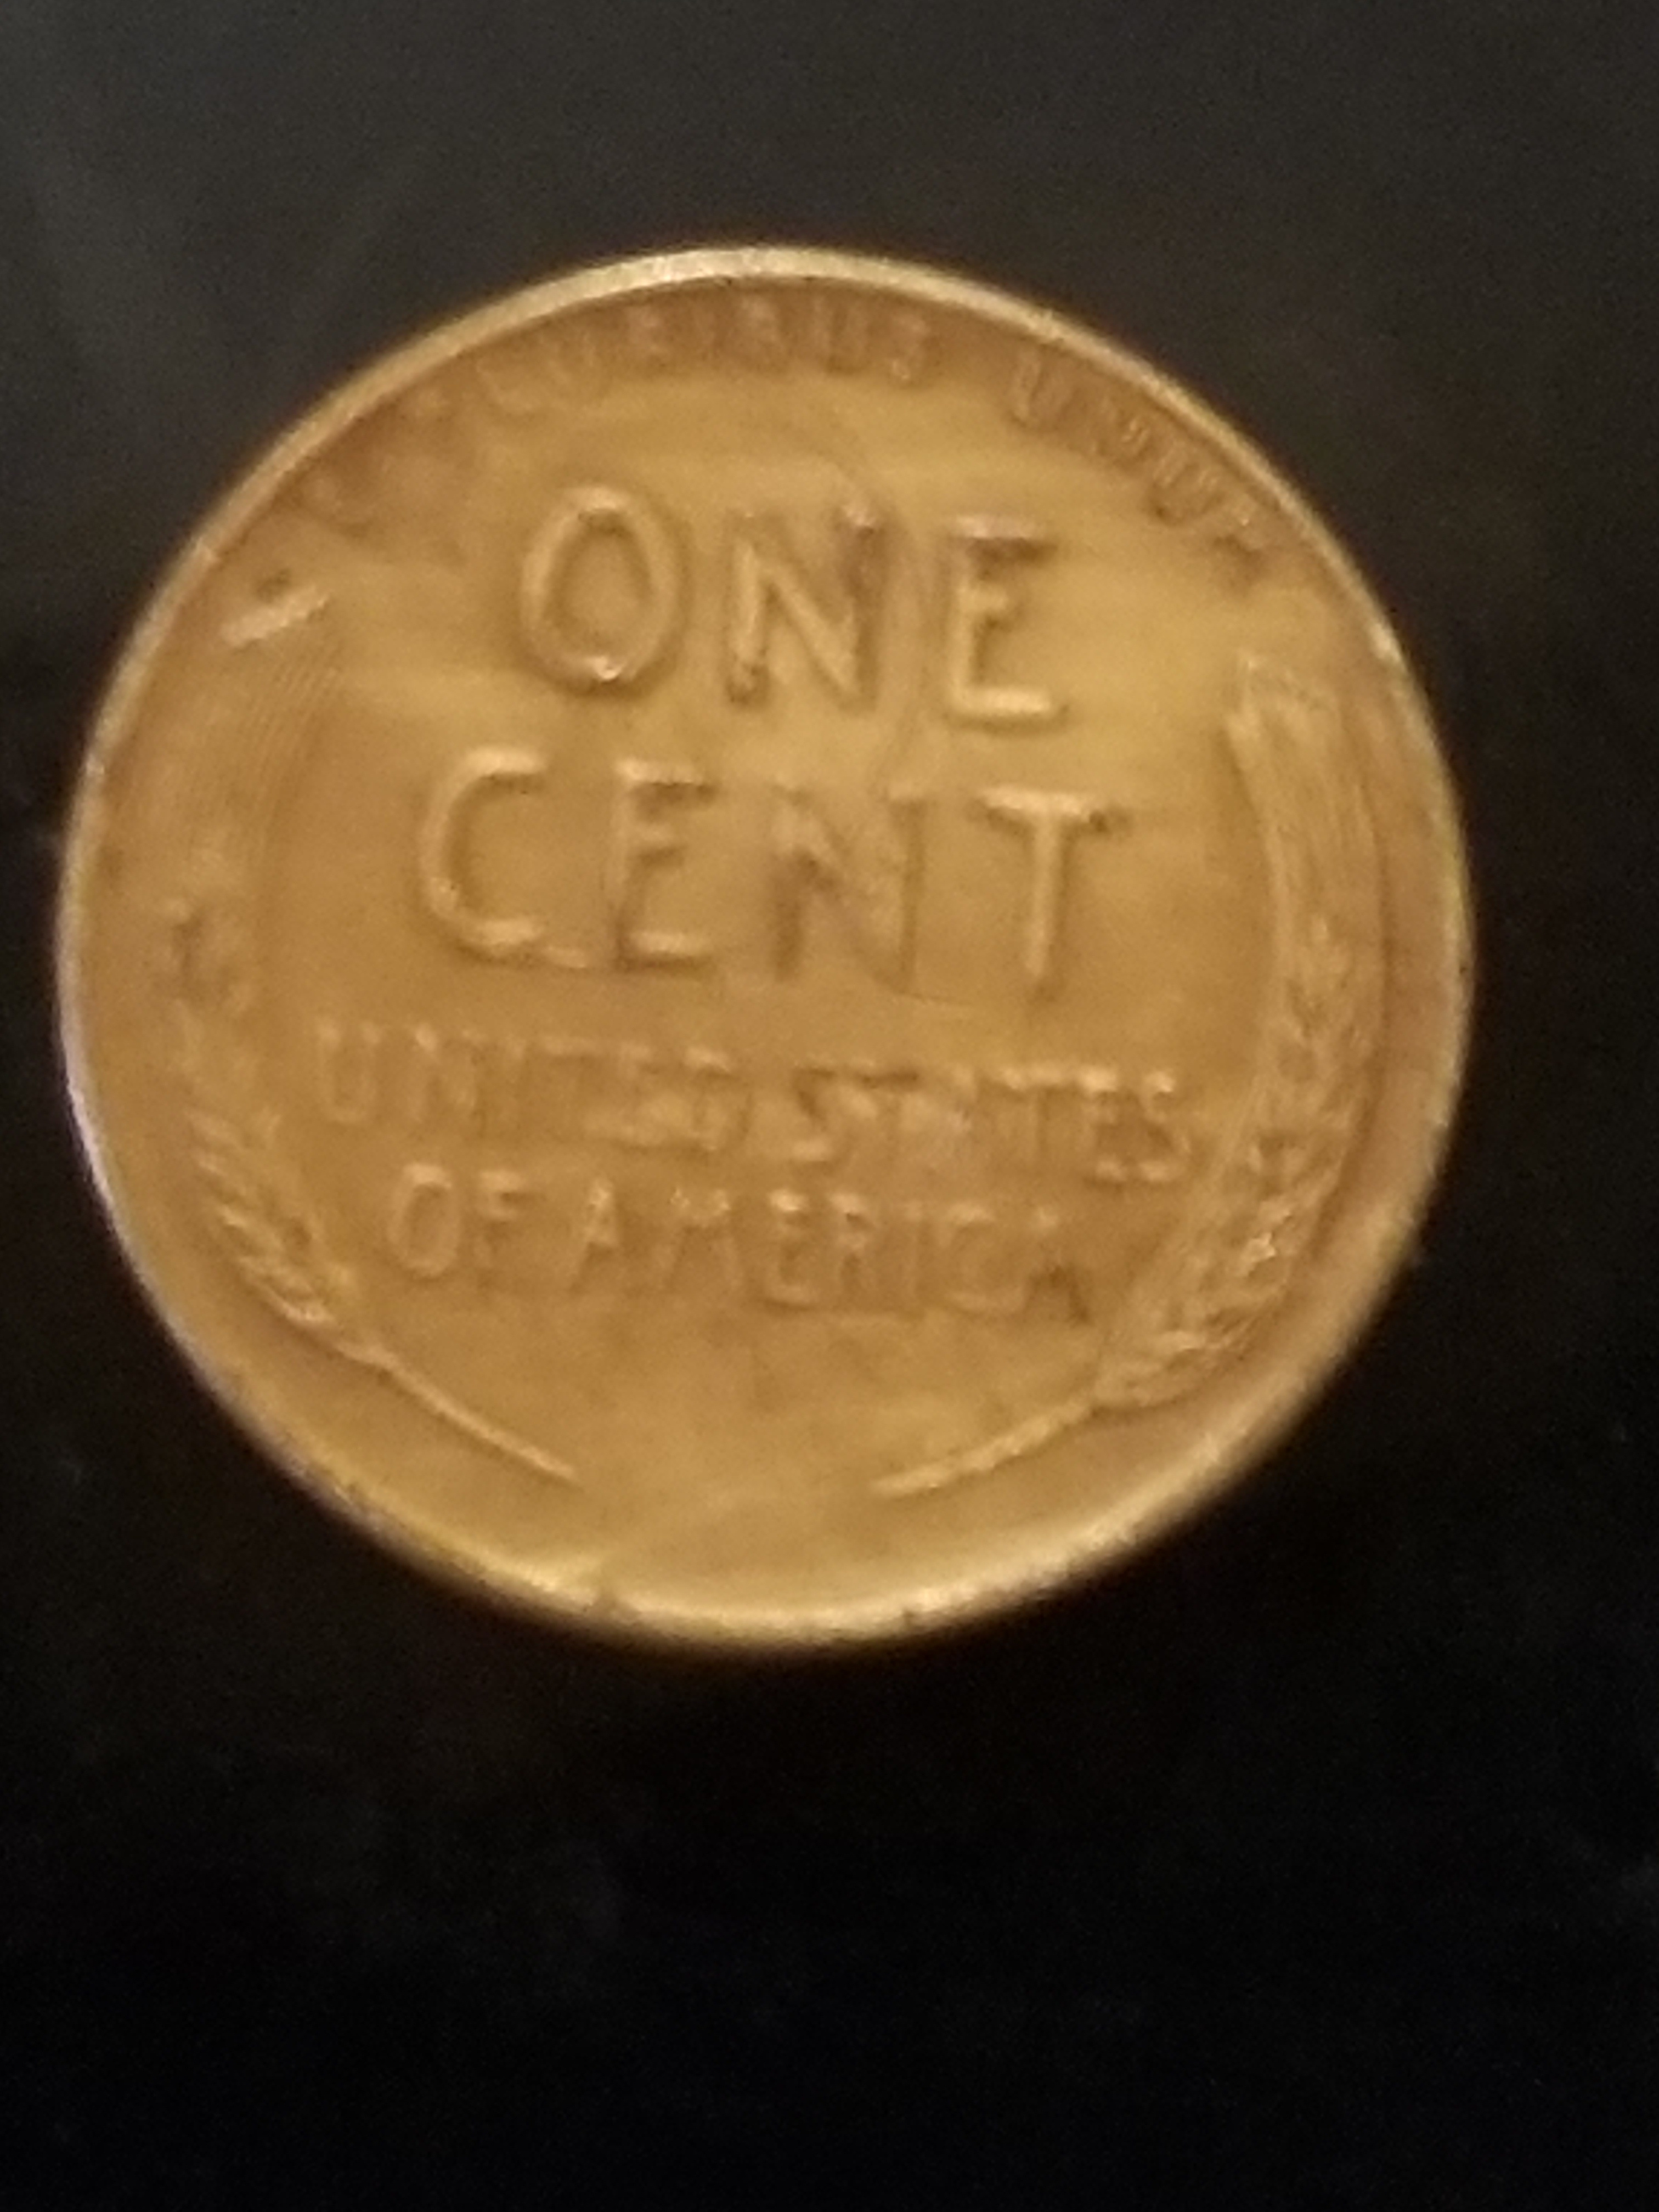 ONE
CENT
UNITED STATES
OF AMERICA